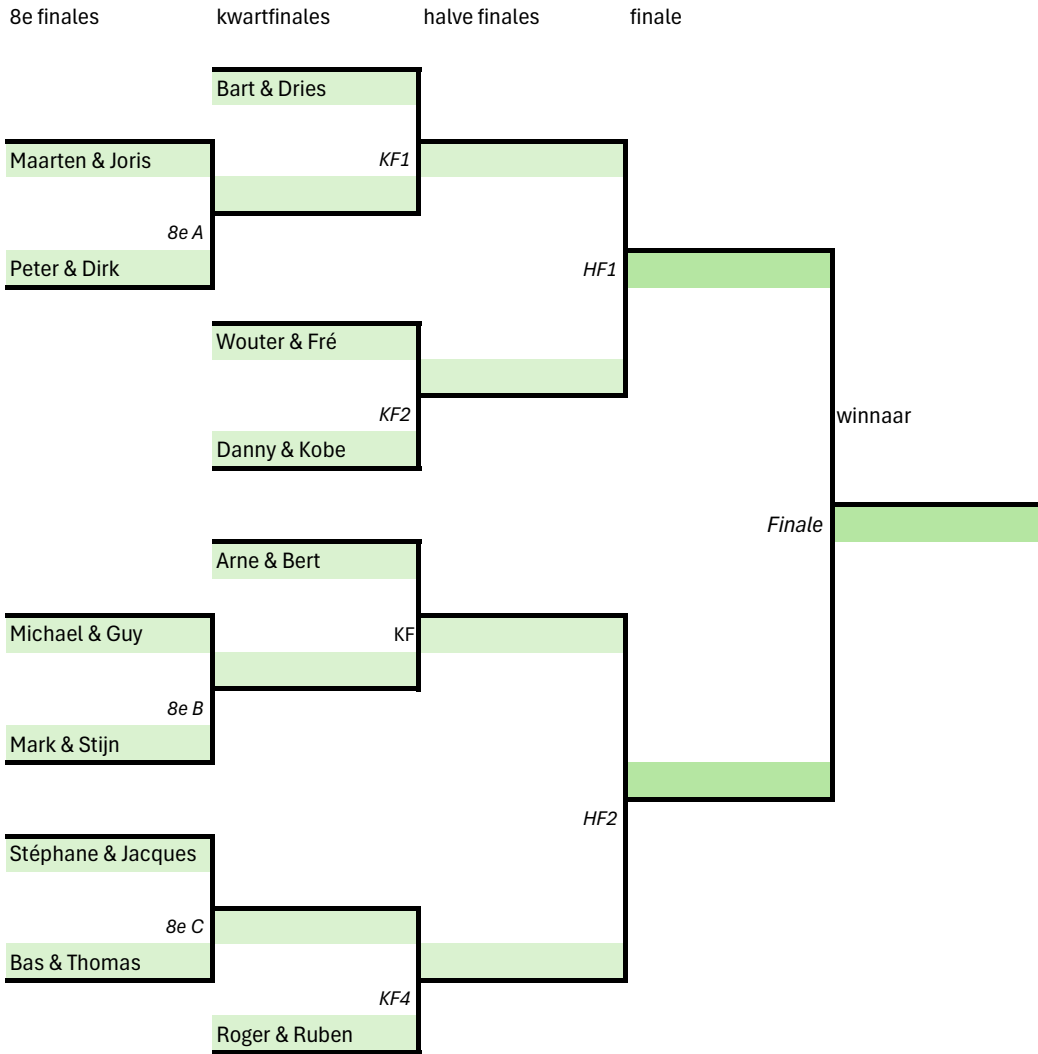 8e finales kwartfinales halve finales finale
Bart & Dries
Maarten & Joris KF1
8e A
Peter & Dirk HF1
Wouter & Fré
KF2 winnaar
Danny & Kobe
Finale
Arne & Bert
Michael & Guy KF
8e B
Mark & Stijn
HF2
Stéphane & Jacques
8e C
Bas & Thomas
KF4
Roger & Ruben